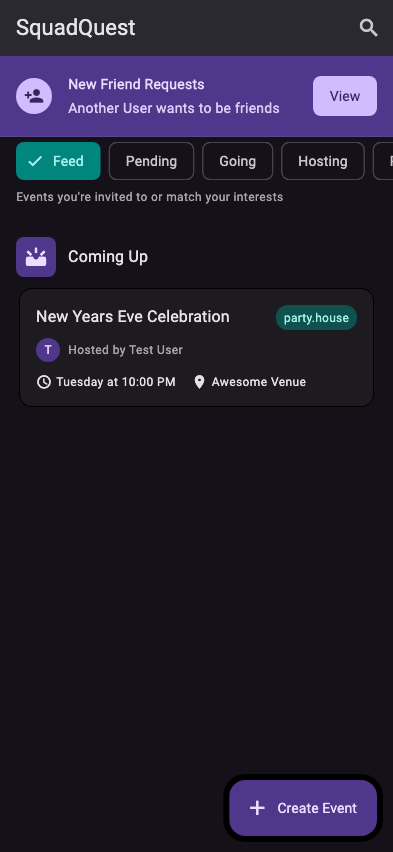 SquadQuest
New Friend Requests
Another User wants to be friends
View
Feed
Pending
Going
Hosting
Events you're invited to or match your interests
Coming Up
New Years Eve Celebration
party.house
T
Hosted by Test User
Tuesday at 10:00 PM
Awesome Venue
Create Event